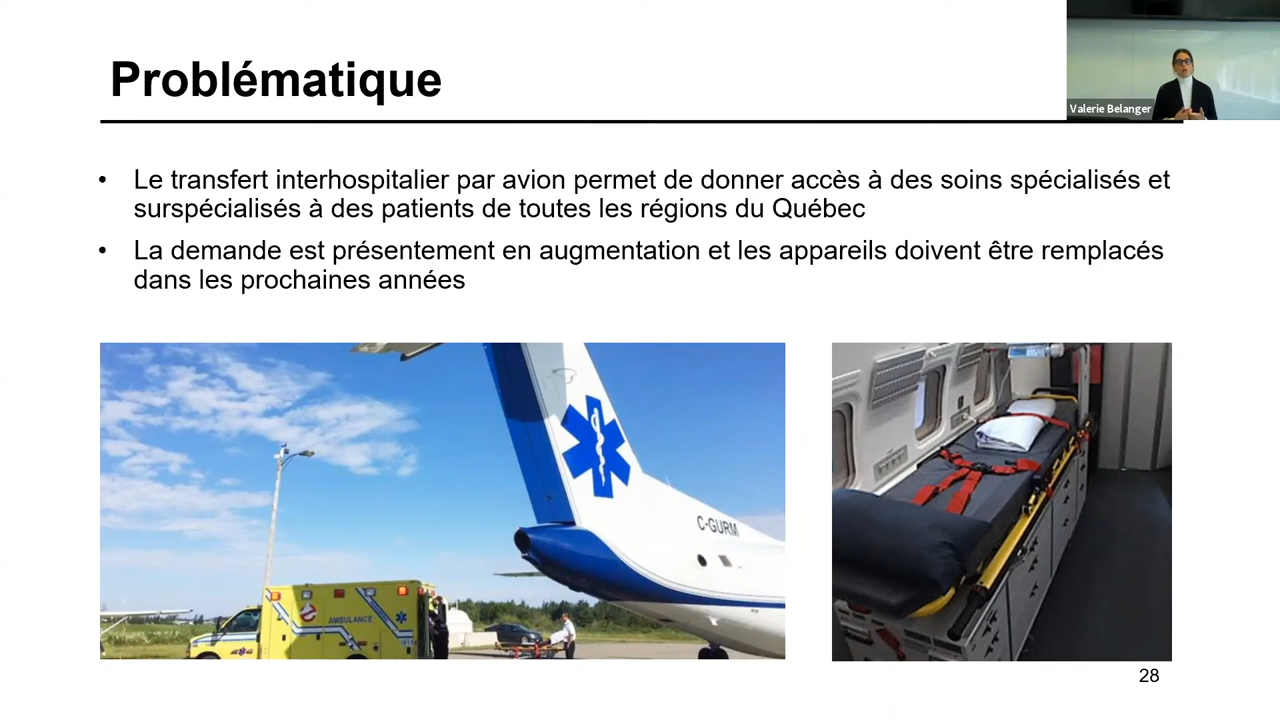 Problématique
Valerie Belanger
• Le transfert interhospitalier par avion permet de donner accès à des soins spécialisés et
surspécialisés à des patients de toutes les régions du Québec
• La demande est présentement en augmentation et les appareils doivent être remplacés
dans les prochaines années
C-GURM
AMBULANCE
28